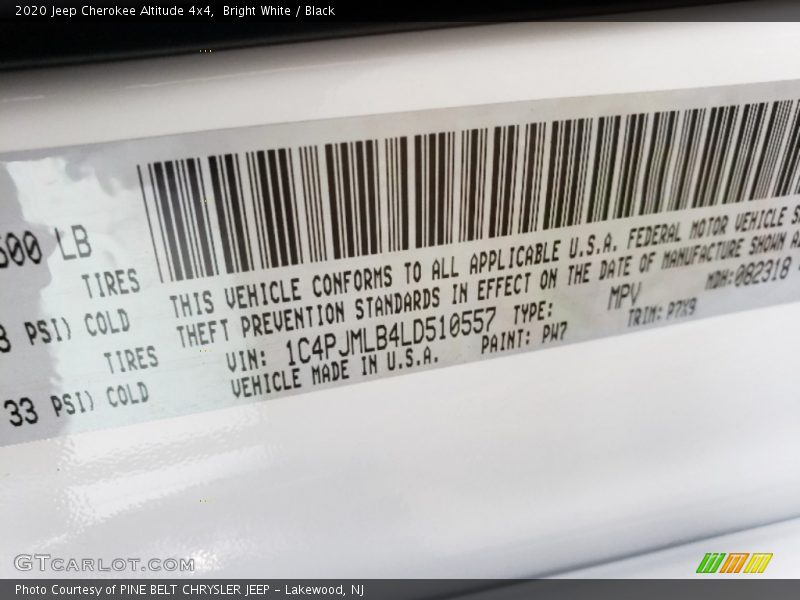 2020 Jeep Cherokee Altitude 4x4, Bright White / Black
LB
TIRES
PSI) COLD
TIRES
33 PSI) COLD
THIS VEHICLE CONFORMS TO ALL APPLICABLE U.S.A. FEDERAL MOTOR VEHICLE
THEFT PREVENTION STANDARDS IN EFFECT ON THE DATE OF MANUFACTURE SHOWN
VIN: 1C4PJMLB4LD510557 TYPE: MPV MDH:082318
VEHICLE MADE IN U.S.A. PAINT: PW7 TRIM: P7X9
GTCARLOT.COM
Photo Courtesy of PINE BELT CHRYSLER JEEP - Lakewood, NJ